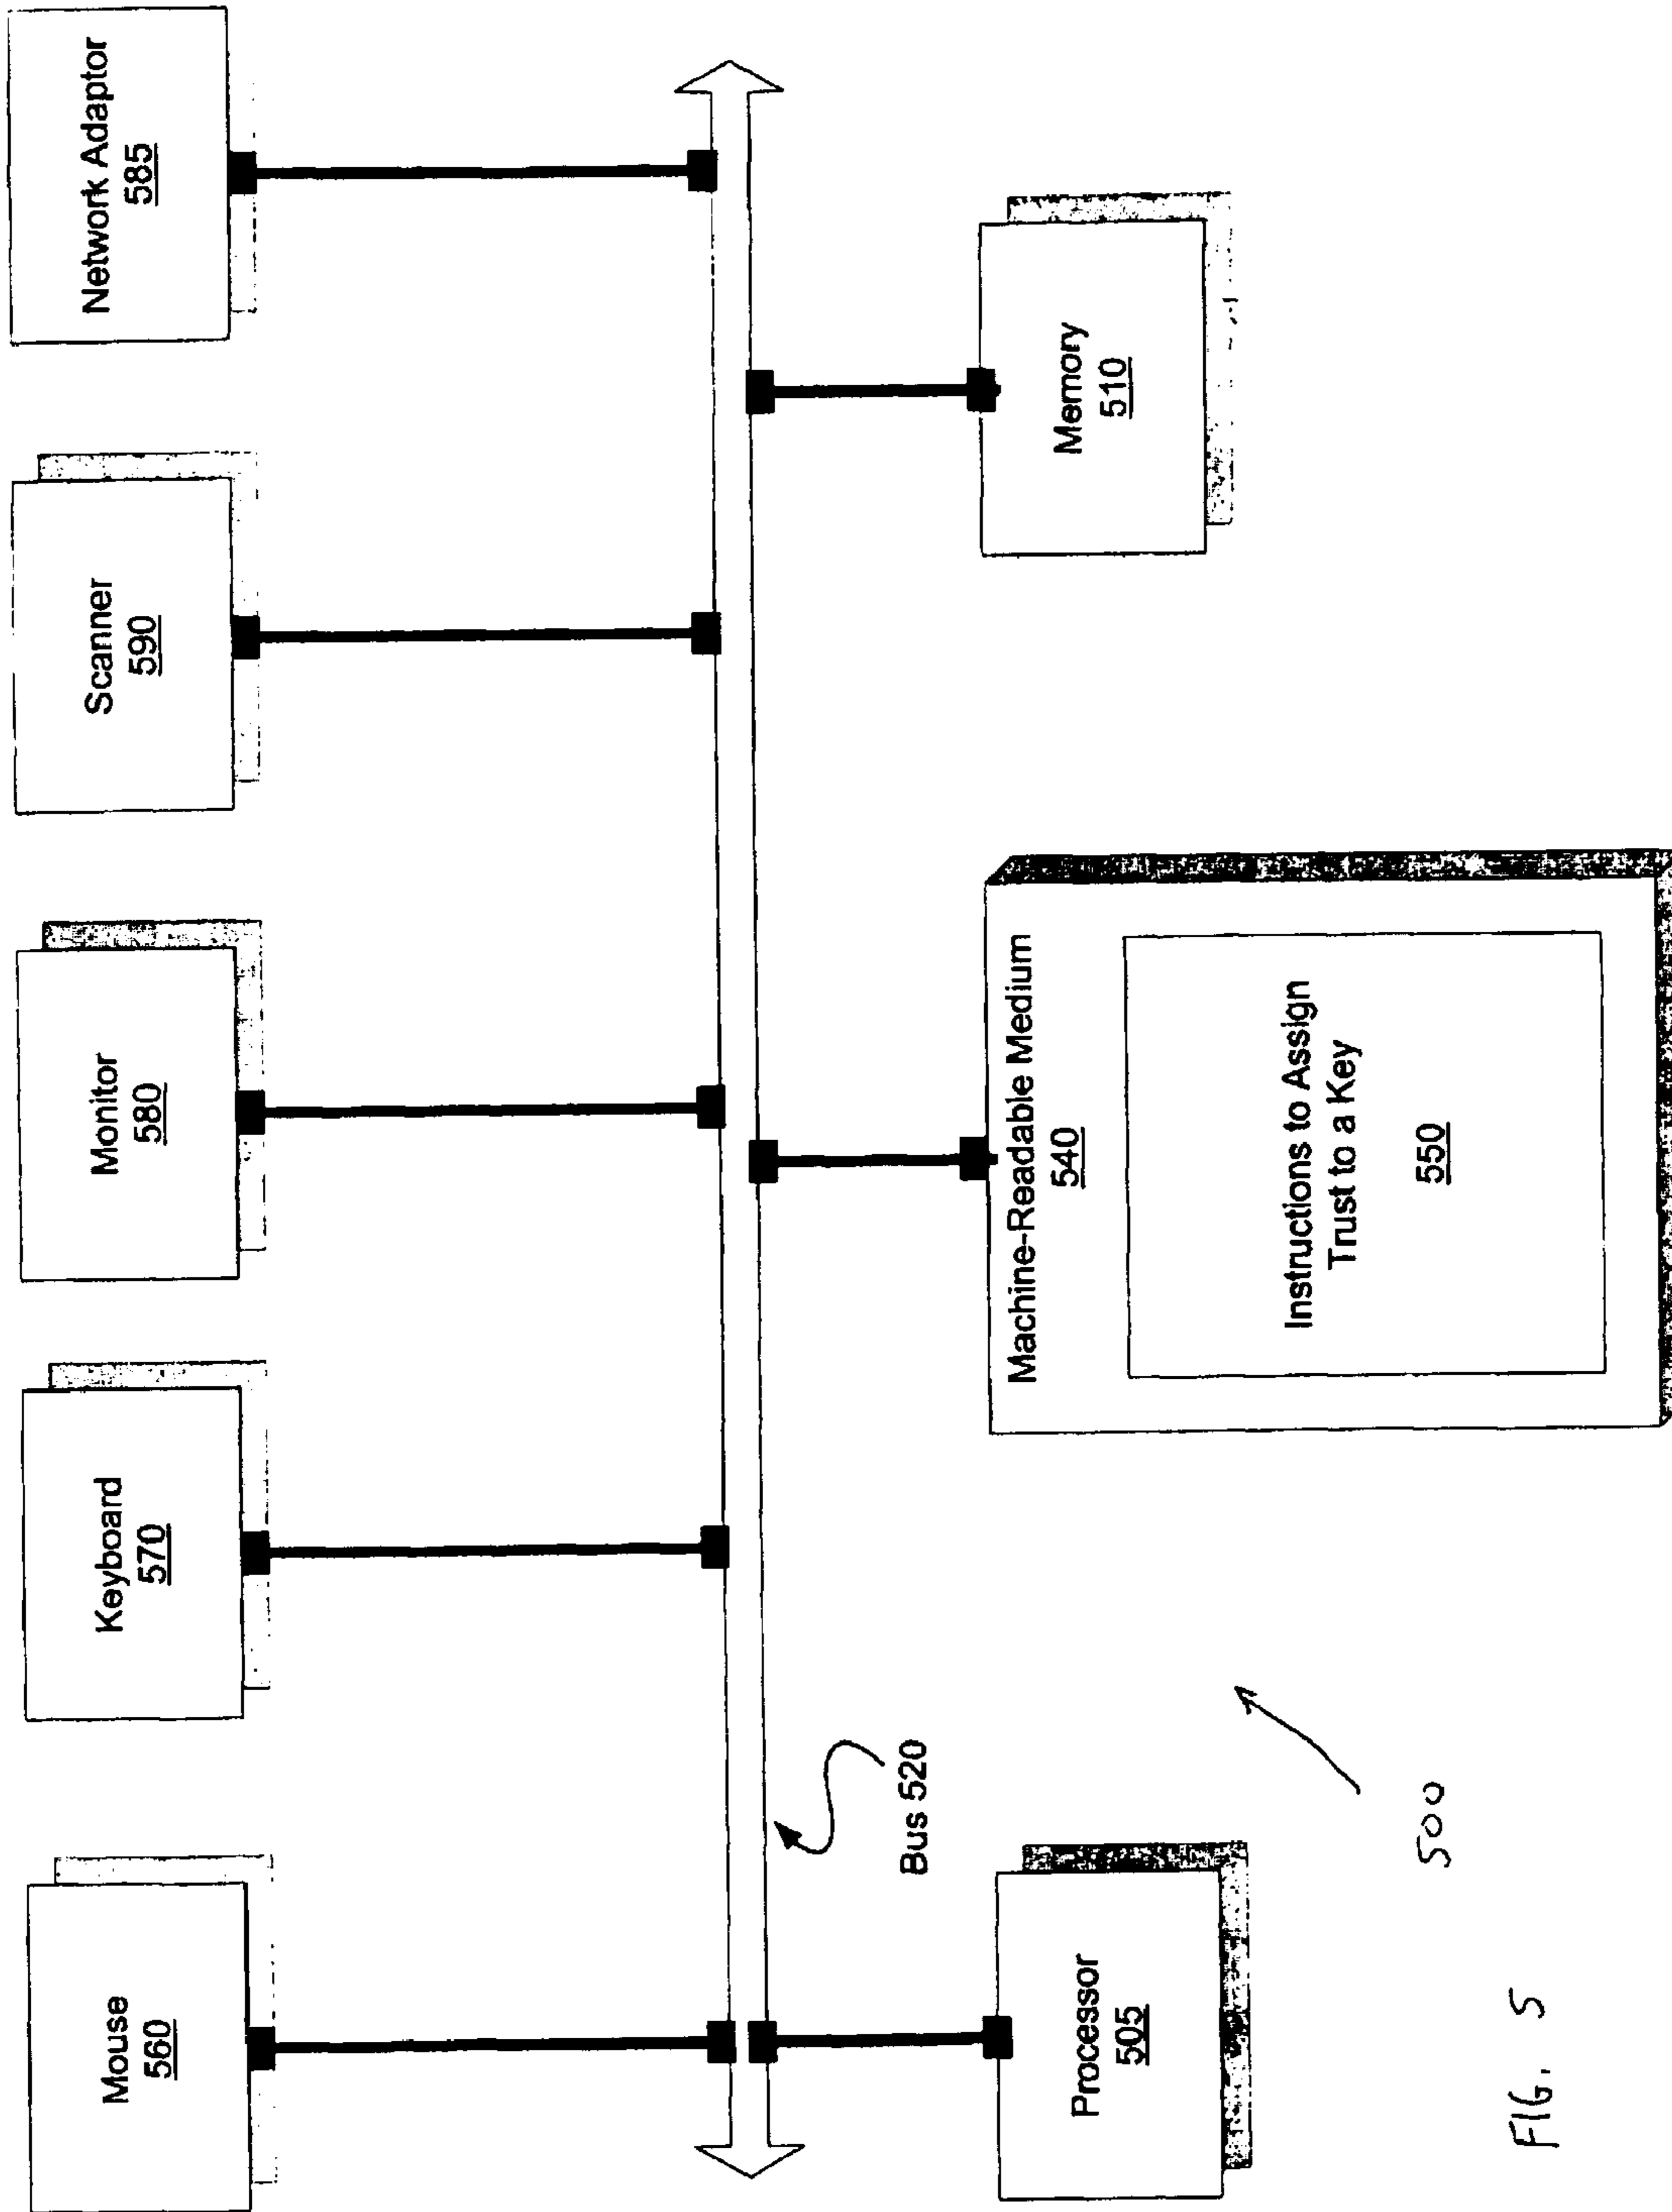 Mouse
560
Keyboard
570
Monitor
580
Scanner
590
Network Adaptor
585
Bus 520
Processor
505
Machine-Readable Medium
540
Instructions to Assign
Trust to a Key
550
Memory
510
500
FIG. 5